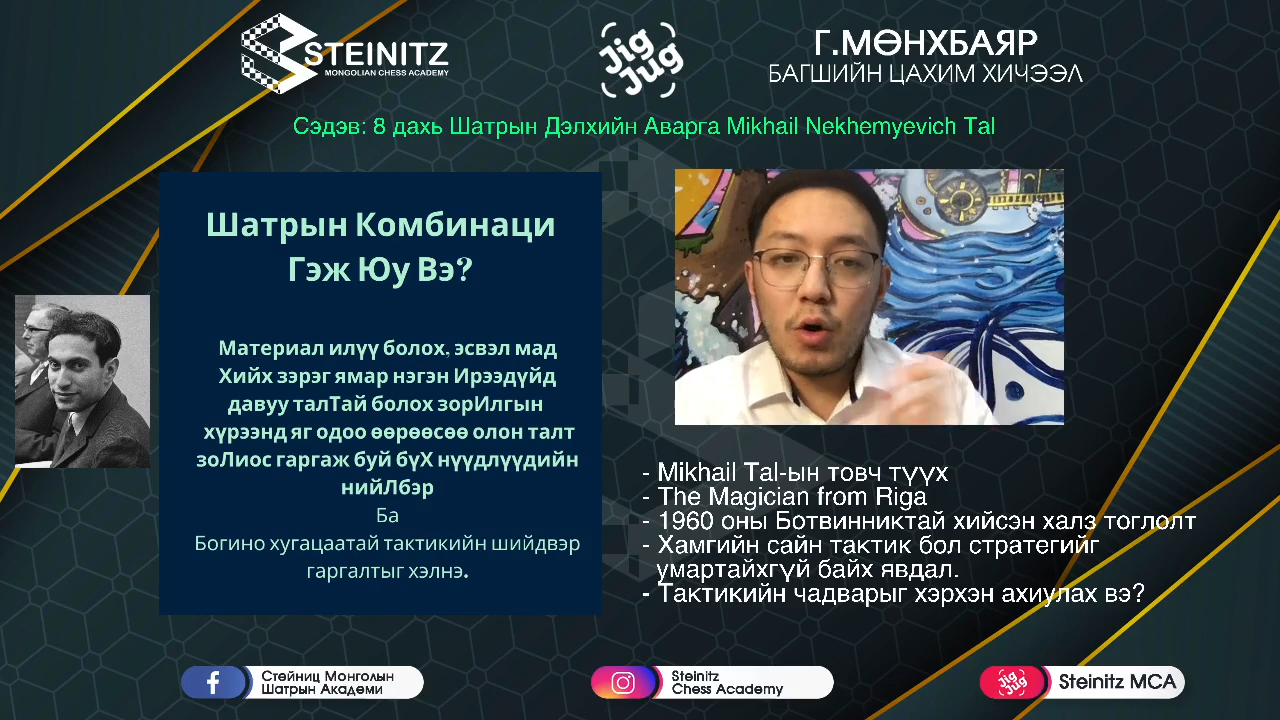 STEINITZ
MONGOLIAN CHESS ACADEMY
Jig
Jug
Г.МӨНХБАЯР
БАГШИЙН ЦАХИМ ХИЧЭЭЛ
Сэдэв: 8 дахь Шатрын Дэлхийн Аварга Mikhail Nekhemyevich Tal
Шатрын Комбинаци
Гэж Юу Вэ?
Материал илүү болох, эсвэл мад
Хийх зэрэг ямар нэгэн Ирээдүйд
давуу талТай болох зорИлгын
хүрээнд яг одоо өөрөөсөө олон талт
зоЛиос гаргаж буй бүХ нүүдлүүдийн
нийЛбэр
Ба
Богино хугацаатай тактикийн шийдвэр
гаргалтыг хэлнэ.
- Mikhail Tal-ын товч түүх
- The Magician from Riga
- 1960 оны Ботвинниктай хийсэн халз тоглолт
- Хамгийн сайн тактик бол стратегийг
умартайхгүй байх явдал.
- Тактикийн чадварыг хэрхэн ахиулах вэ?
Стейниц Монголын
Шатрын Академи
Steinitz
Chess Academy
Jig
Jug
Steinitz MCA